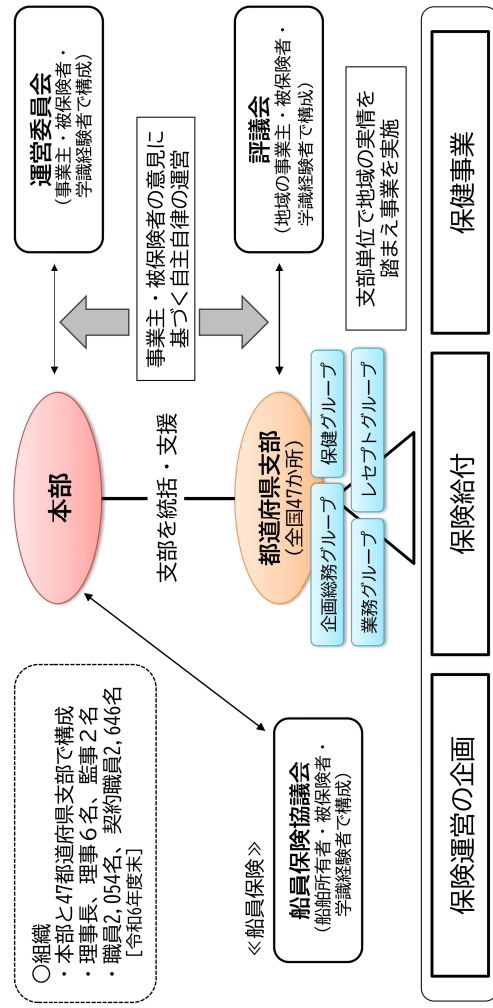 ○組織
・本部と47都道府県支部で構成
・理事長、理事６名、監事２名
・職員2,054名、契約職員2,646名
[令和6年度末]
本部
運営委員会
(事業主・被保険者・
学識経験者で構成)
事業主・被保険者の意見に
基づく自主自律の運営
支部を統括・支援
≪船員保険≫
船員保険協議会
(船舶所有者・被保険者・
学識経験者で構成)
都道府県支部
(全国47か所)
評議会
(地域の事業主・被保険者・
学識経験者で構成)
企画総務グループ
保健グループ
業務グループ
レセプトグループ
支部単位で地域の実情を
踏まえ事業を実施
保険運営の企画
保険給付
保健事業